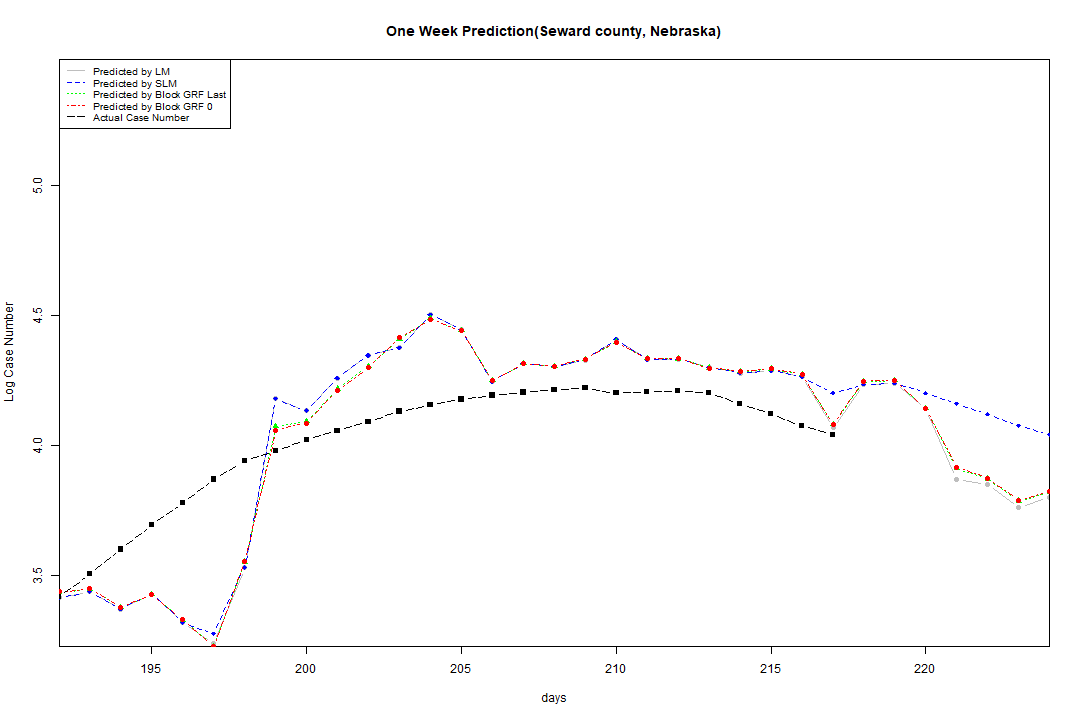 One Week Prediction(Seward county, Nebraska)
Predicted by LM
Predicted by SLM
Predicted by Block GRF Last
Predicted by Block GRF 0
Actual Case Number
5.0
4.5
4.0
3.5
Log Case Number
195 200 205 210 215 220
days